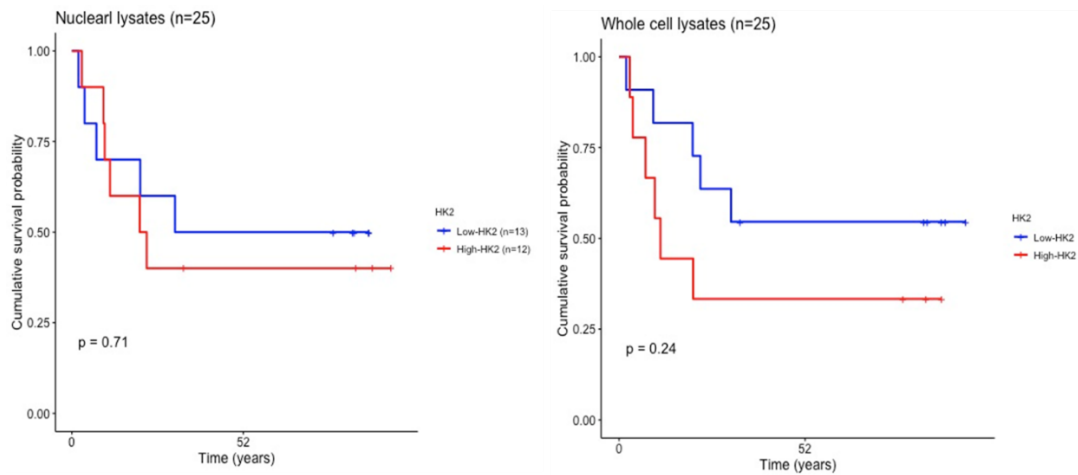 Nuclearl lysates (n=25)
1.00
0.75
0.50
0.25
0.00
Cumulative survival probability
p = 0.71
0
52
Time (years)
HK2
Low-HK2 (n=13)
High-HK2 (n=12)
Whole cell lysates (n=25)
1.00
0.75
0.50
0.25
0.00
Cumulative survival probability
p = 0.24
0
52
Time (years)
HK2
Low-HK2
High-HK2